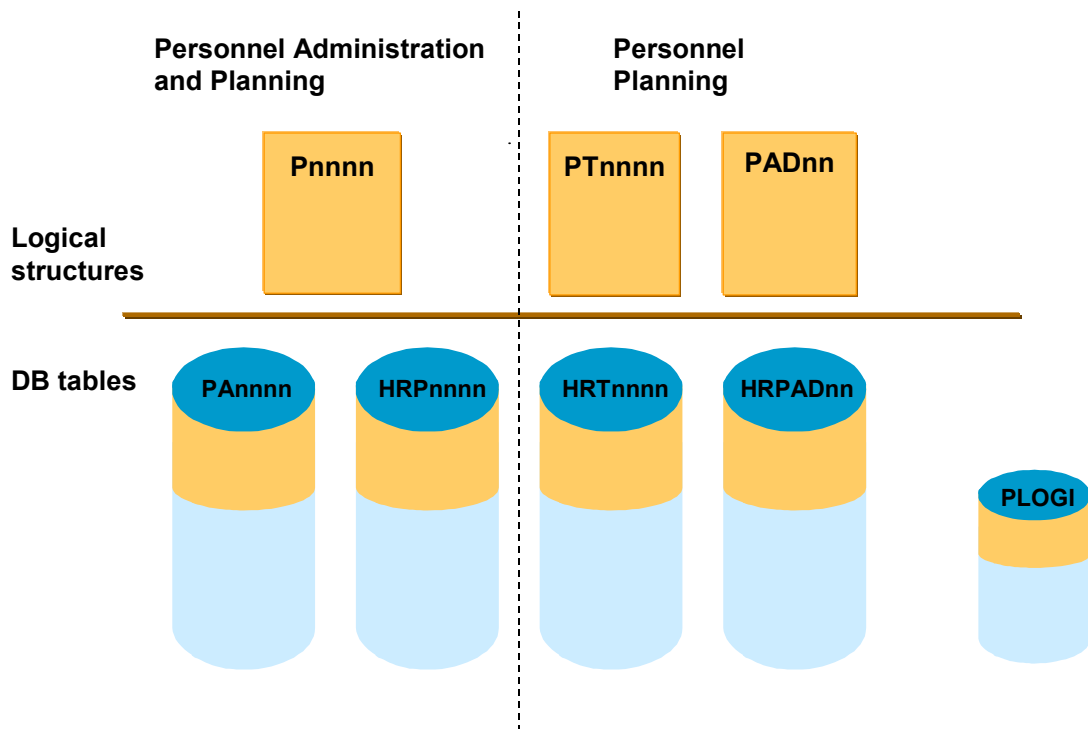 Personnel Administration
and Planning
Personnel
Planning
Pnnnn
PTnnnn
PADnn
Logical
structures
DB tables
PAnnnn
HRPnnnn
HRTnnnn
HRPADnn
PLOGI